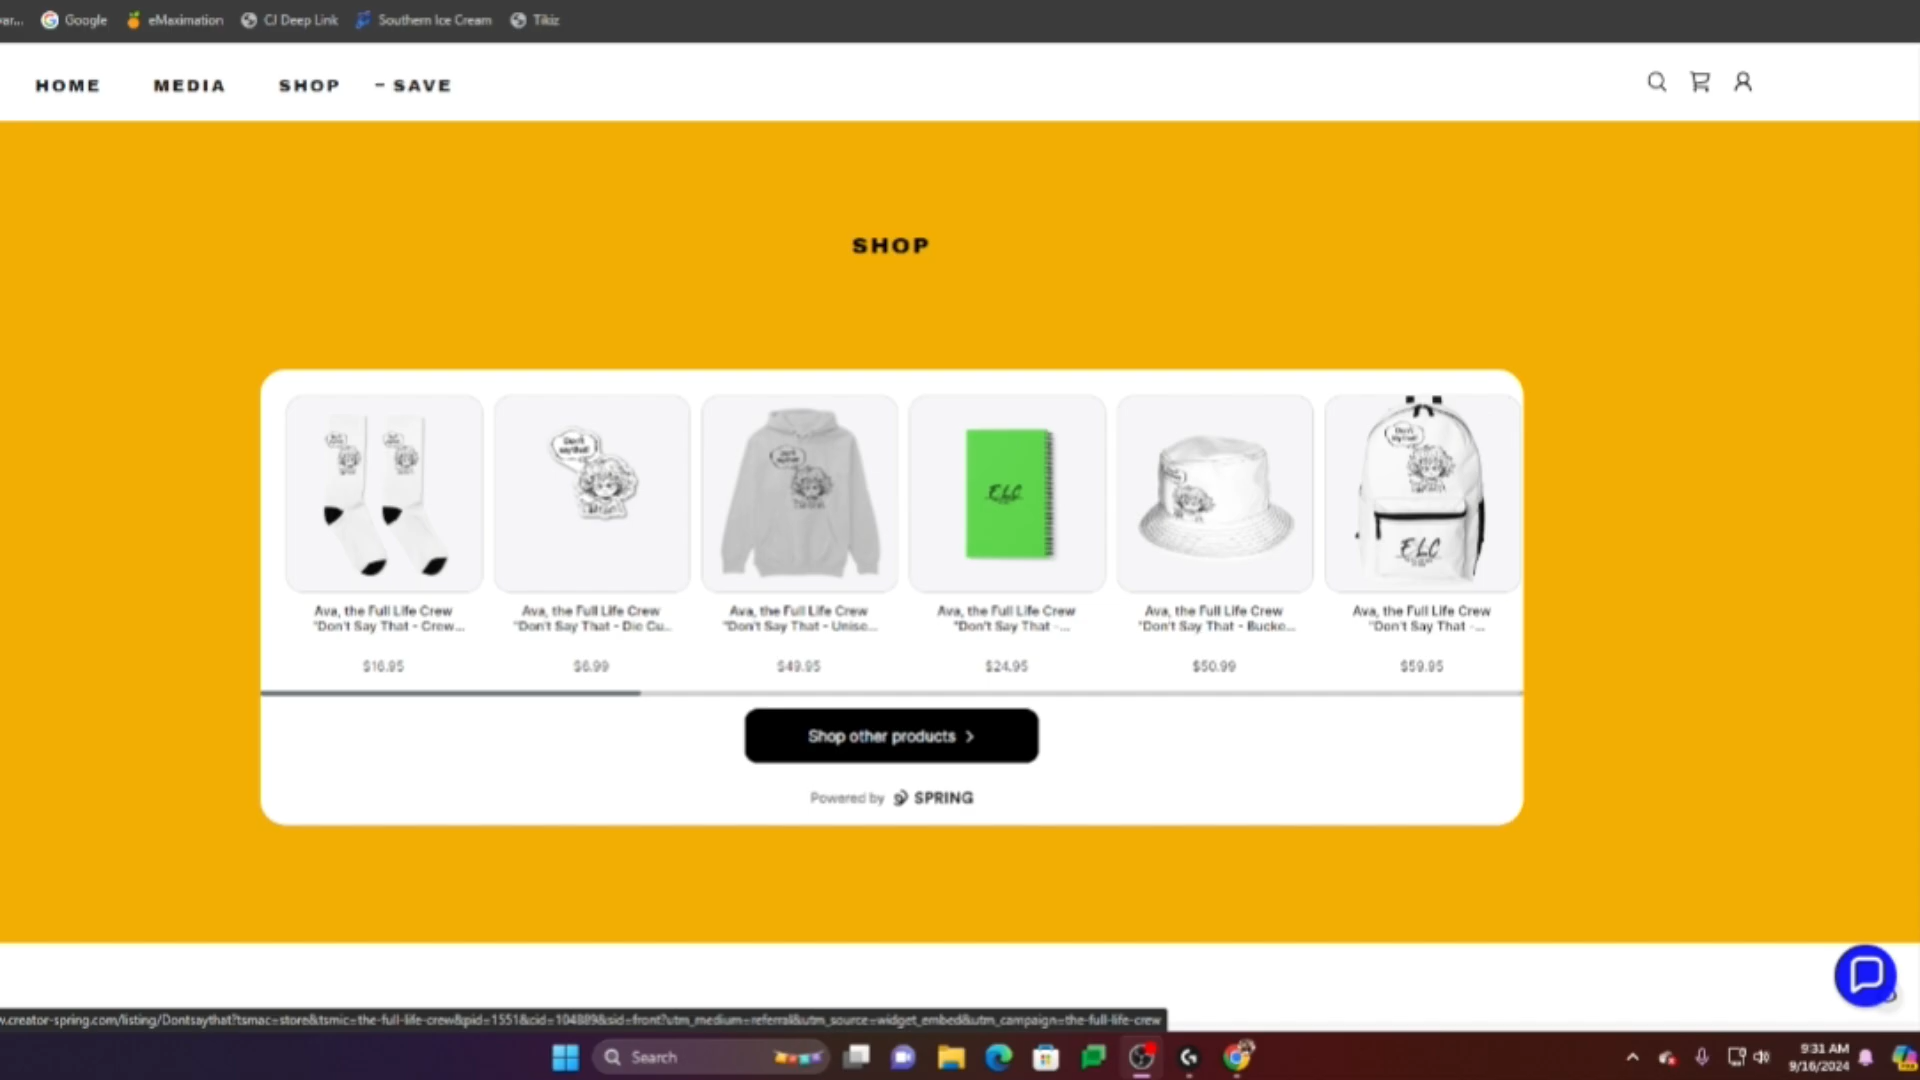 Google eMaximation CJ Deep Link Southern Ice Cream Tikiz
HOME MEDIA SHOP - SAVE
SHOP
Don't say that!
FLC
FLC
Ava, the Full Life Crew
"Don't Say That - Crew...
$16.95
Ava, the Full Life Crew
"Don't Say That - Die Cu...
$6.99
Ava, the Full Life Crew
"Don't Say That - Unise...
$49.95
Ava, the Full Life Crew
"Don't Say That -...
$24.95
Ava, the Full Life Crew
"Don't Say That - Bucke...
$50.99
Ava, the Full Life Crew
"Don't Say That -...
$59.95
Shop other products >
Powered by SPRING
w.creator-spring.com/listing/Dontsaythat?tsmac=store&tsmic=the-full-life-crew&pid=1551&cid=104889&sid=front?utm_medium=referral&utm_source=widget_embed&utm_campaign=the-full-life-crew
Search
9:31 AM
9/16/2024